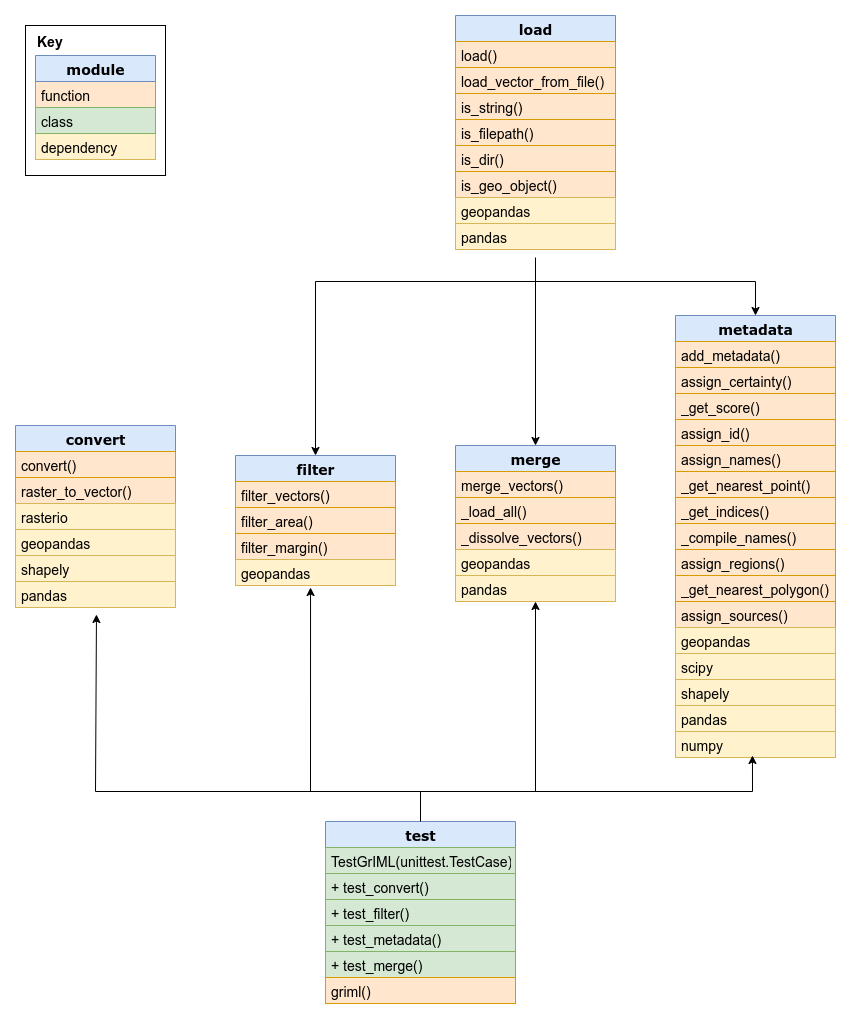 Key
module
function
class
dependency
load
load()
load_vector_from_file()
is_string()
is_filepath()
is_dir()
is_geo_object()
geopandas
pandas
metadata
add_metadata()
assign_certainty()
_get_score()
assign_id()
assign_names()
_get_nearest_point()
_get_indices()
_compile_names()
assign_regions()
_get_nearest_polygon()
assign_sources()
geopandas
scipy
shapely
pandas
numpy
convert
convert()
raster_to_vector()
rasterio
geopandas
shapely
pandas
filter
filter_vectors()
filter_area()
filter_margin()
geopandas
merge
merge_vectors()
_load_all()
_dissolve_vectors()
geopandas
pandas
test
TestGrIML(unittest.TestCase)
+ test_convert()
+ test_filter()
+ test_metadata()
+ test_merge()
griml()